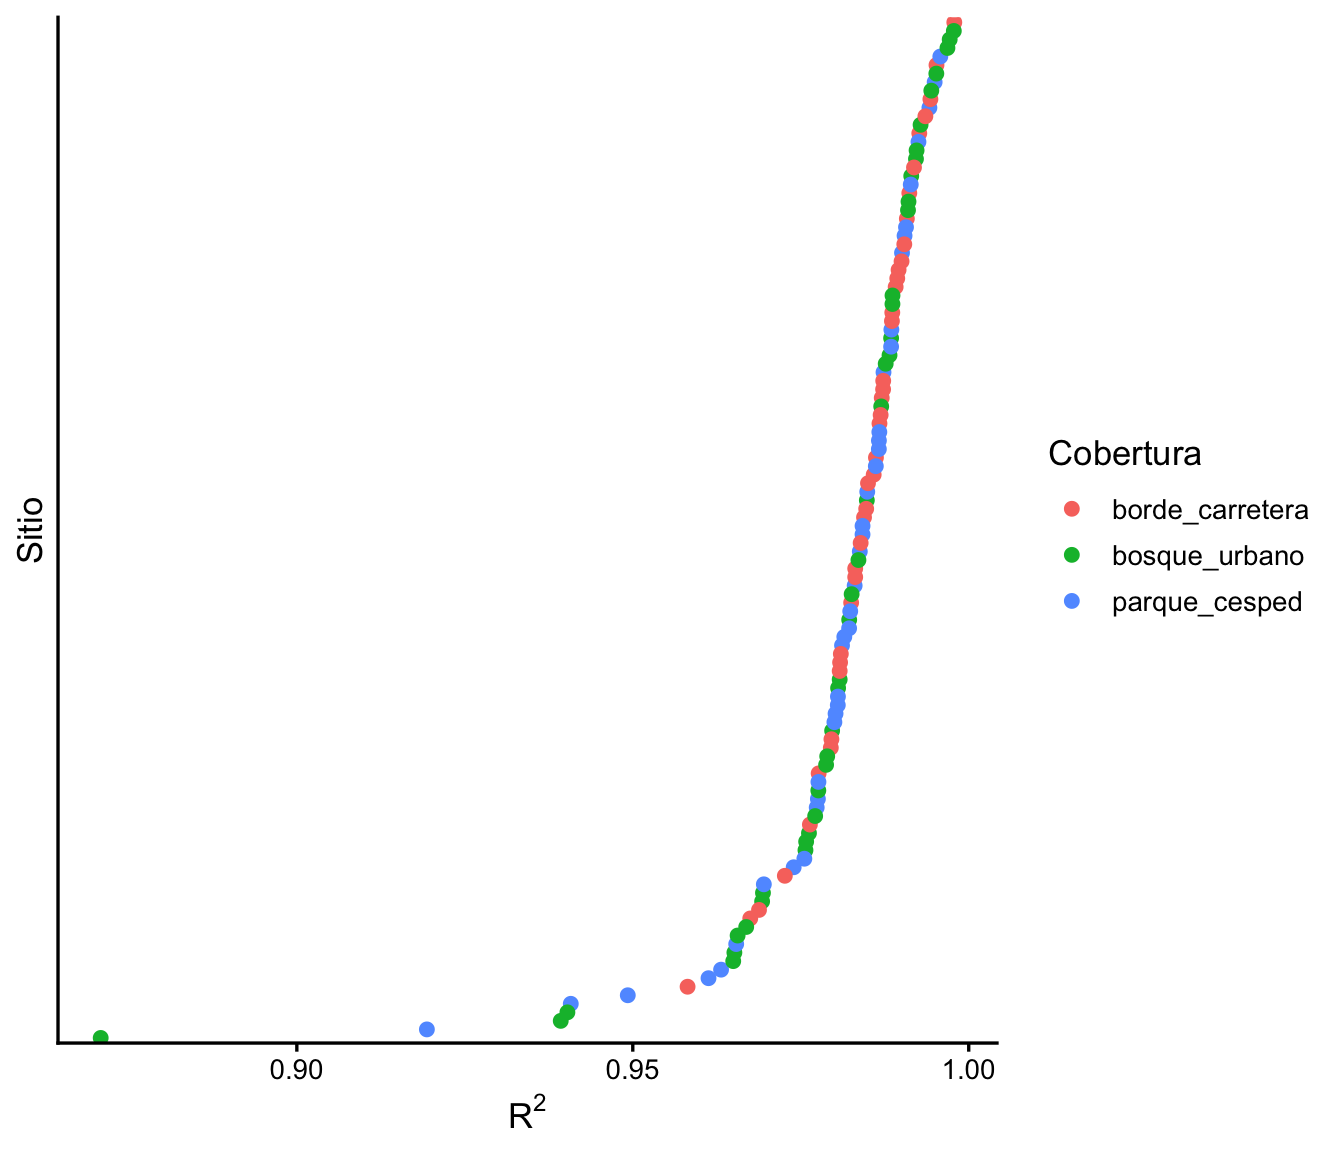 Sitio
0.90 0.95 1.00
R²
Cobertura
borde_carretera
bosque_urbano
parque_cesped